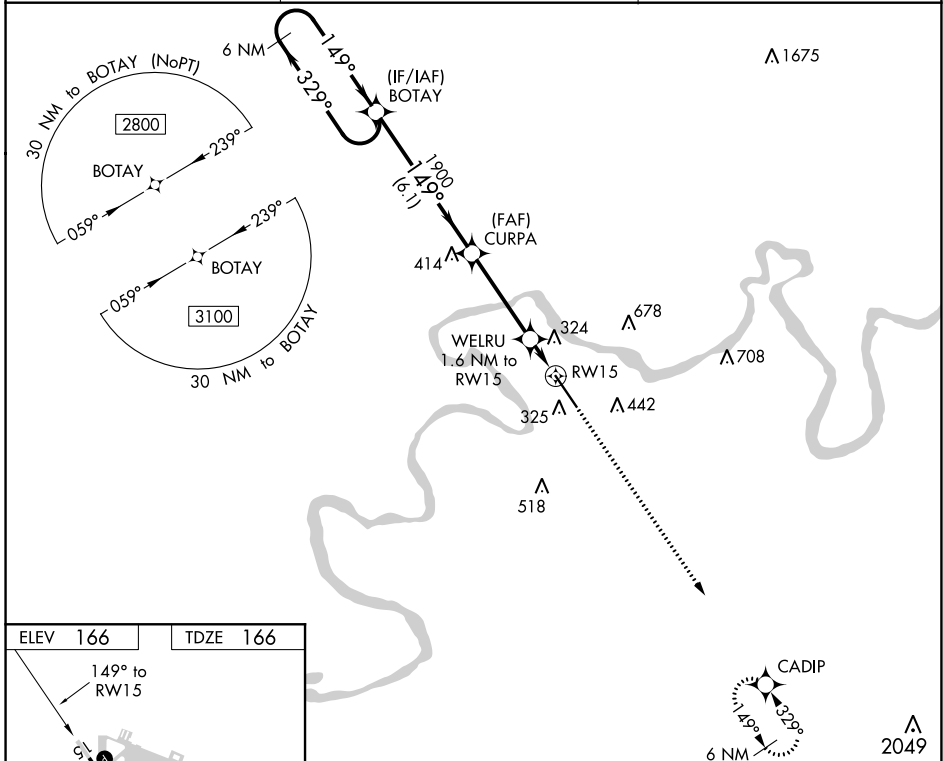 6 NM
149°
329°
(IF/IAF)
BOTAY
1675
30 NM to BOTAY (NoPT)
2800
BOTAY
239°
059°
1900
149°
(6.1)
(FAF)
CURPA
414
239°
BOTAY
059°
3100
30 NM to BOTAY
WELRU
1.6 NM to
RW15
324
678
708
RW15
325
442
518
ELEV 166
TDZE 166
149° to
RW15
15
A
CADIP
149°
329°
6 NM
2049